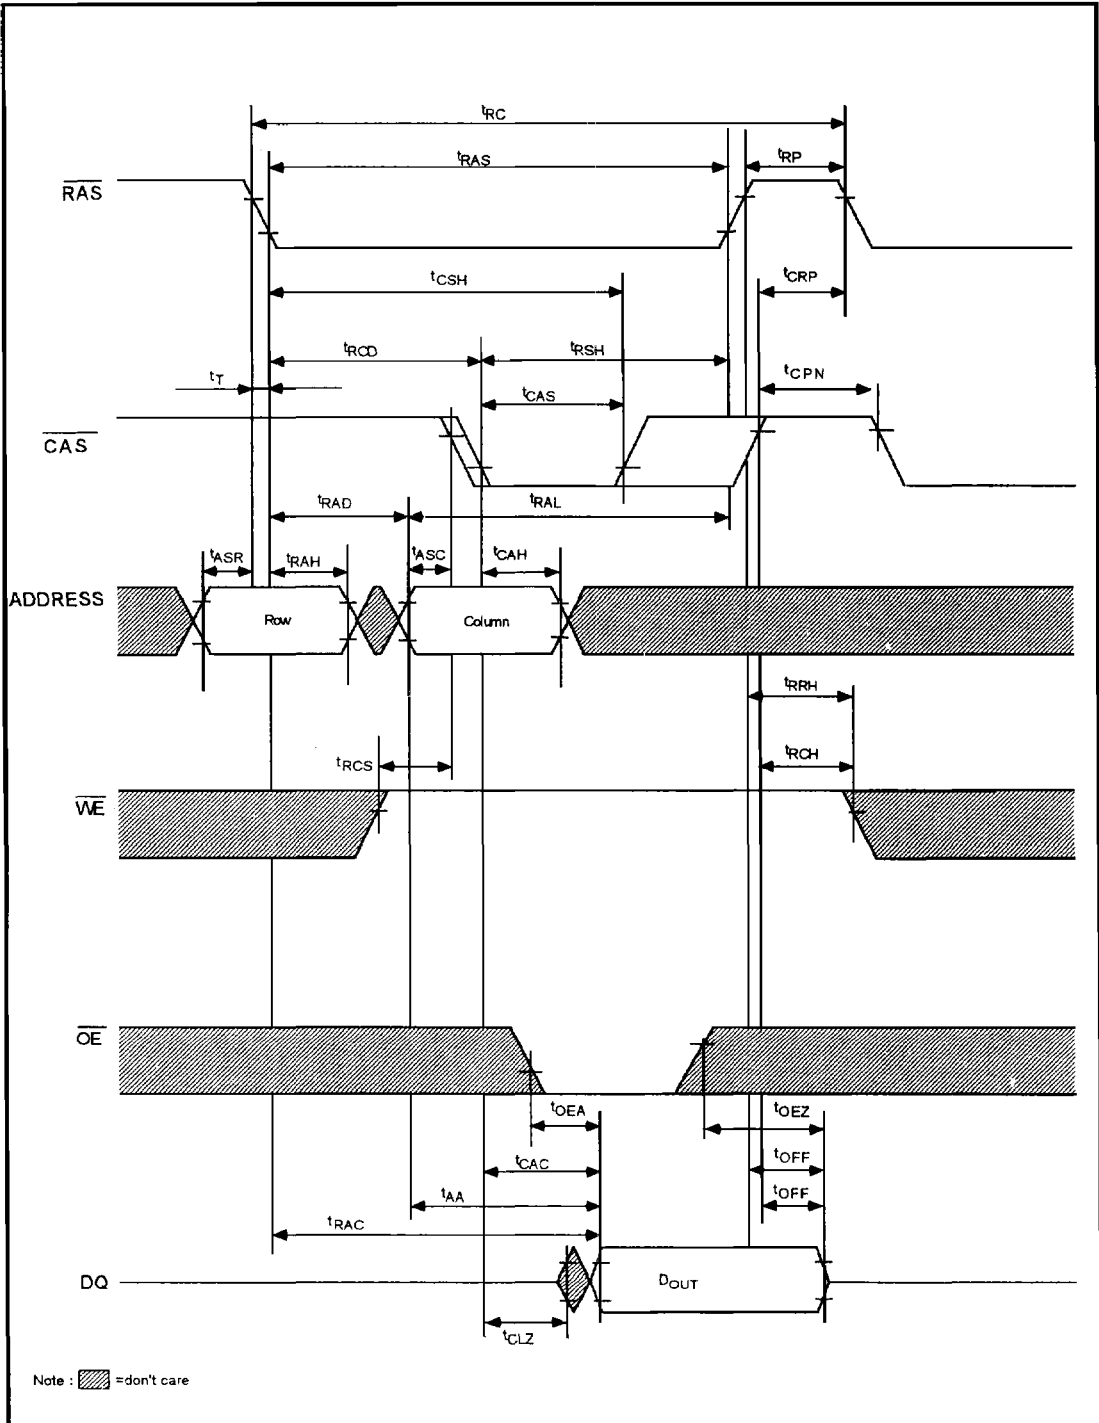 tRC
tRAS
tRP
RAS
tCSH
tCRP
tRCD
tRSH
tT
tCAS
tCPN
CAS
tRAD
tRAL
tASR
tRAH
tASC
tCAH
ADDRESS
Row
Column
tRRH
tRCS
tRCH
WE
OE
tOEA
tOEZ
tCAC
tOFF
tAA
tOFF
tRAC
DQ
DOUT
tCLZ
Note : =don't care